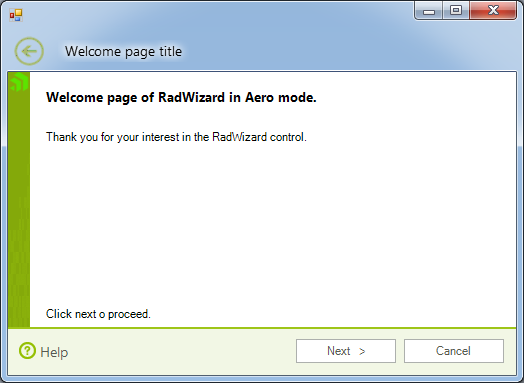 Welcome page title
Welcome page of RadWizard in Aero mode.
Thank you for your interest in the RadWizard control.
Click next o proceed.
Help
Next >
Cancel